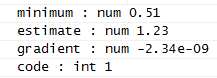 minimum : num 0.51
estimate : num 1.23
gradient : num -2.34e-09
code : int 1